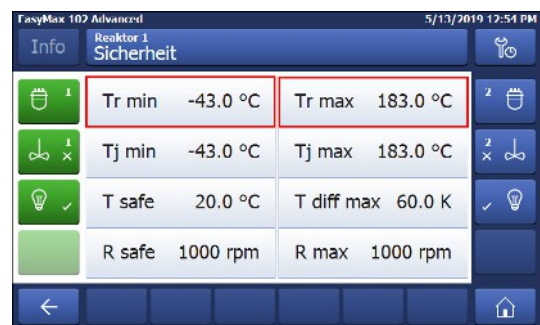 EasyMax 102 Advanced 5/13/2019 12:54 PM
Info Reaktor 1
Sicherheit
1 Tr min -43.0 °C Tr max 183.0 °C 2
1 Tj min -43.0 °C Tj max 183.0 °C 2
T safe 20.0 °C T diff max 60.0 K
R safe 1000 rpm R max 1000 rpm